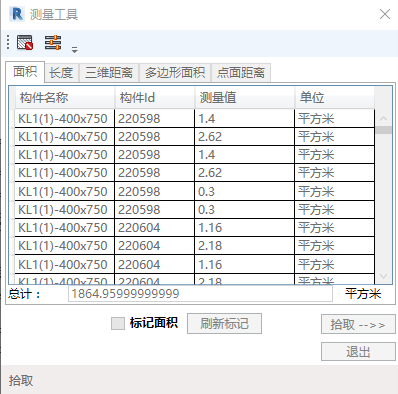 测量工具
面积 长度 三维距离 多边形面积 点面距离
构件名称 构件Id 测量值 单位
KL1(1)-400x750 220598 1.4 平方米
KL1(1)-400x750 220598 2.62 平方米
KL1(1)-400x750 220598 1.4 平方米
KL1(1)-400x750 220598 2.62 平方米
KL1(1)-400x750 220598 0.3 平方米
KL1(1)-400x750 220598 0.3 平方米
KL1(1)-400x750 220604 1.16 平方米
KL1(1)-400x750 220604 2.18 平方米
KL1(1)-400x750 220604 1.16 平方米
KL1(1)-400x750 220604 2.18 平方米
总计： 1864.95999999999 平方米
标记面积 刷新标记 拾取 -->>
退出
拾取